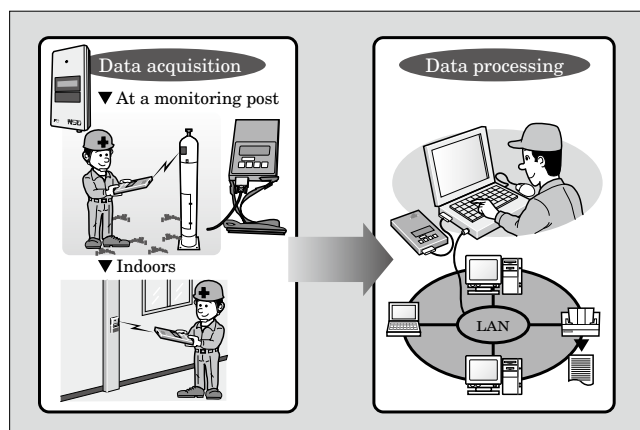 Data acquisition
▼ At a monitoring post
▼ Indoors
Data processing
LAN